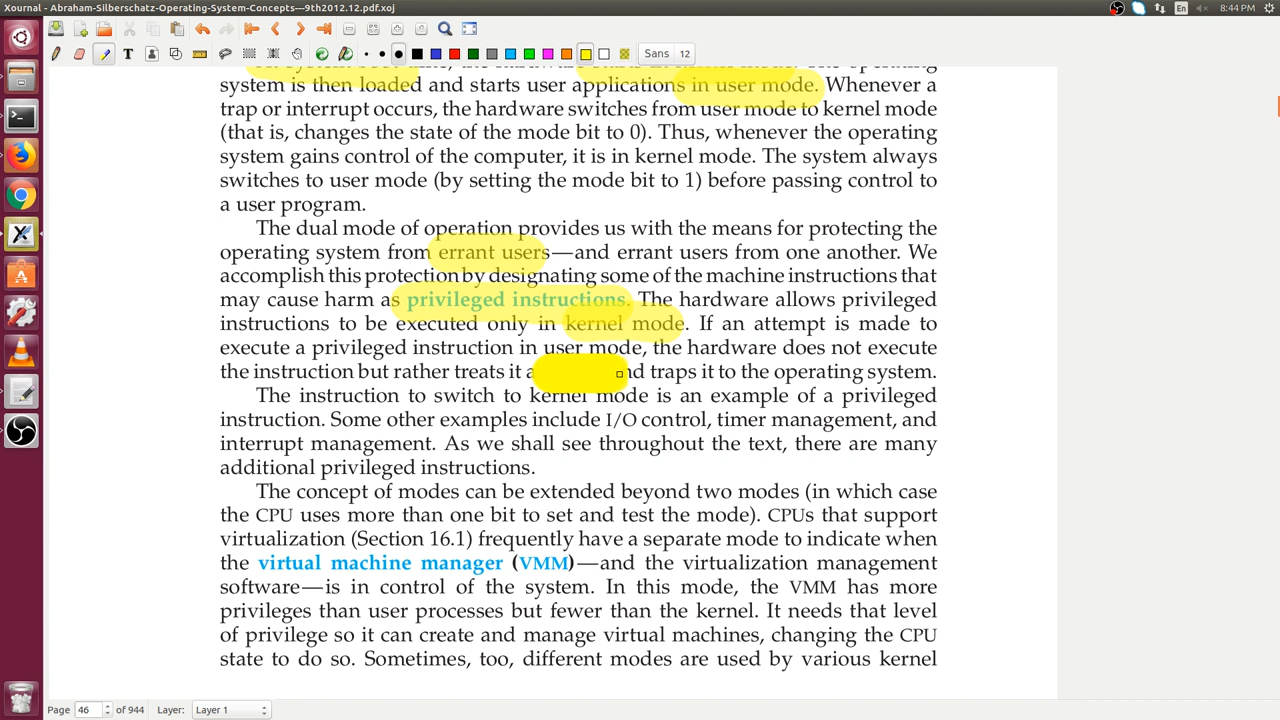 Xournal - Abraham-Silberschatz-Operating-System-Concepts---9th2012.12.pdf.xoj
En
8:44 PM
Sans 12
system is then loaded and starts user applications in user mode. Whenever a
trap or interrupt occurs, the hardware switches from user mode to kernel mode
(that is, changes the state of the mode bit to 0). Thus, whenever the operating
system gains control of the computer, it is in kernel mode. The system always
switches to user mode (by setting the mode bit to 1) before passing control to
a user program.
The dual mode of operation provides us with the means for protecting the
operating system from errant users—and errant users from one another. We
accomplish this protection by designating some of the machine instructions that
may cause harm as privileged instructions. The hardware allows privileged
instructions to be executed only in kernel mode. If an attempt is made to
execute a privileged instruction in user mode, the hardware does not execute
the instruction but rather treats it nd traps it to the operating system.
The instruction to switch to kernel mode is an example of a privileged
instruction. Some other examples include I/O control, timer management, and
interrupt management. As we shall see throughout the text, there are many
additional privileged instructions.
The concept of modes can be extended beyond two modes (in which case
the CPU uses more than one bit to set and test the mode). CPUs that support
virtualization (Section 16.1) frequently have a separate mode to indicate when
the virtual machine manager (VMM)—and the virtualization management
software—is in control of the system. In this mode, the VMM has more
privileges than user processes but fewer than the kernel. It needs that level
of privilege so it can create and manage virtual machines, changing the CPU
state to do so. Sometimes, too, different modes are used by various kernel
Page 46 of 944 Layer: Layer 1